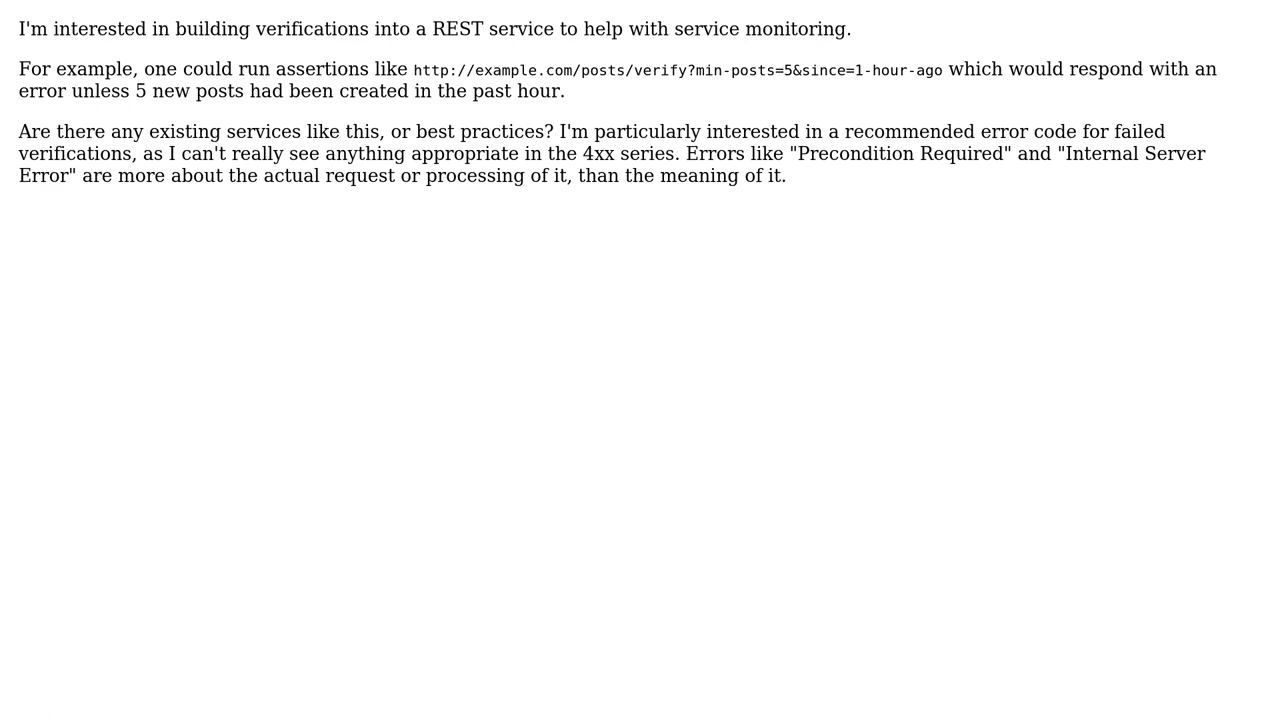 I'm interested in building verifications into a REST service to help with service monitoring.
For example, one could run assertions like http://example.com/posts/verify?min-posts=5&since=1-hour-ago which would respond with an
error unless 5 new posts had been created in the past hour.
Are there any existing services like this, or best practices? I'm particularly interested in a recommended error code for failed
verifications, as I can't really see anything appropriate in the 4xx series. Errors like "Precondition Required" and "Internal Server
Error" are more about the actual request or processing of it, than the meaning of it.